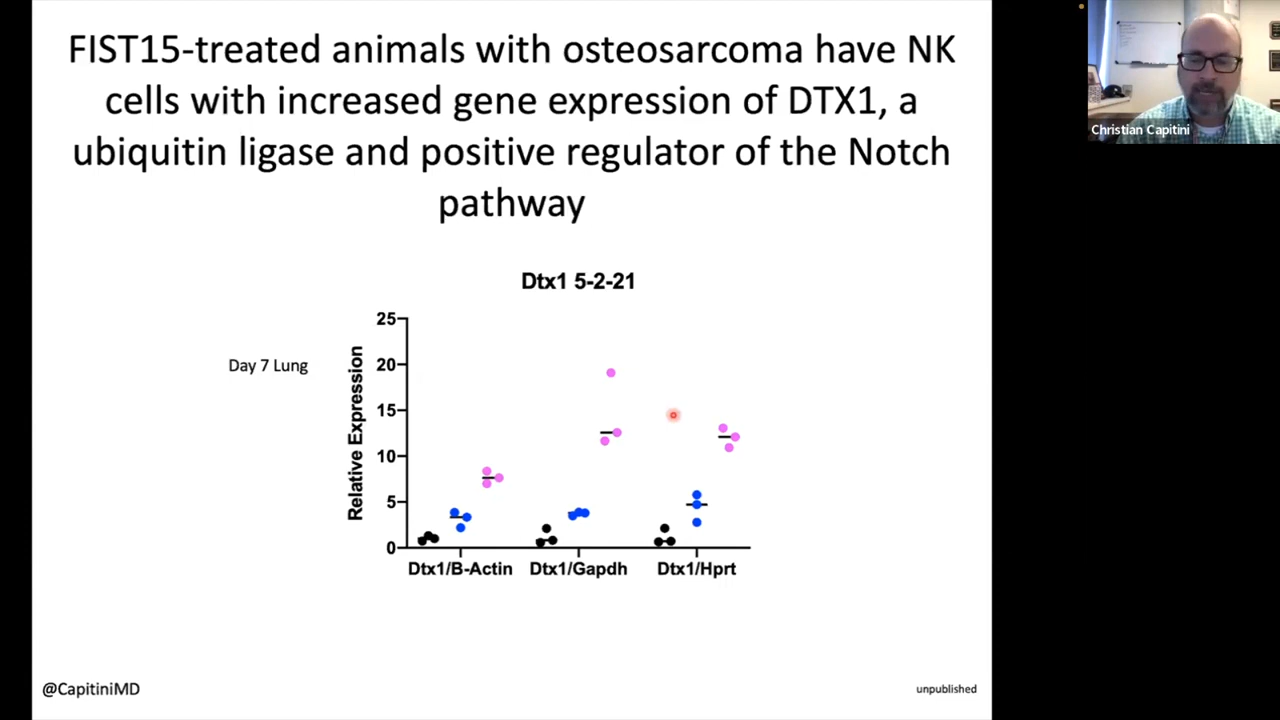 FIST15-treated animals with osteosarcoma have NK
cells with increased gene expression of DTX1, a
ubiquitin ligase and positive regulator of the Notch
pathway
Christian Capitini
Dtx1 5-2-21
Day 7 Lung
Relative Expression
25
20
15
10
5
0
Dtx1/B-Actin Dtx1/Gapdh Dtx1/Hprt
@CapitiniMD
unpublished